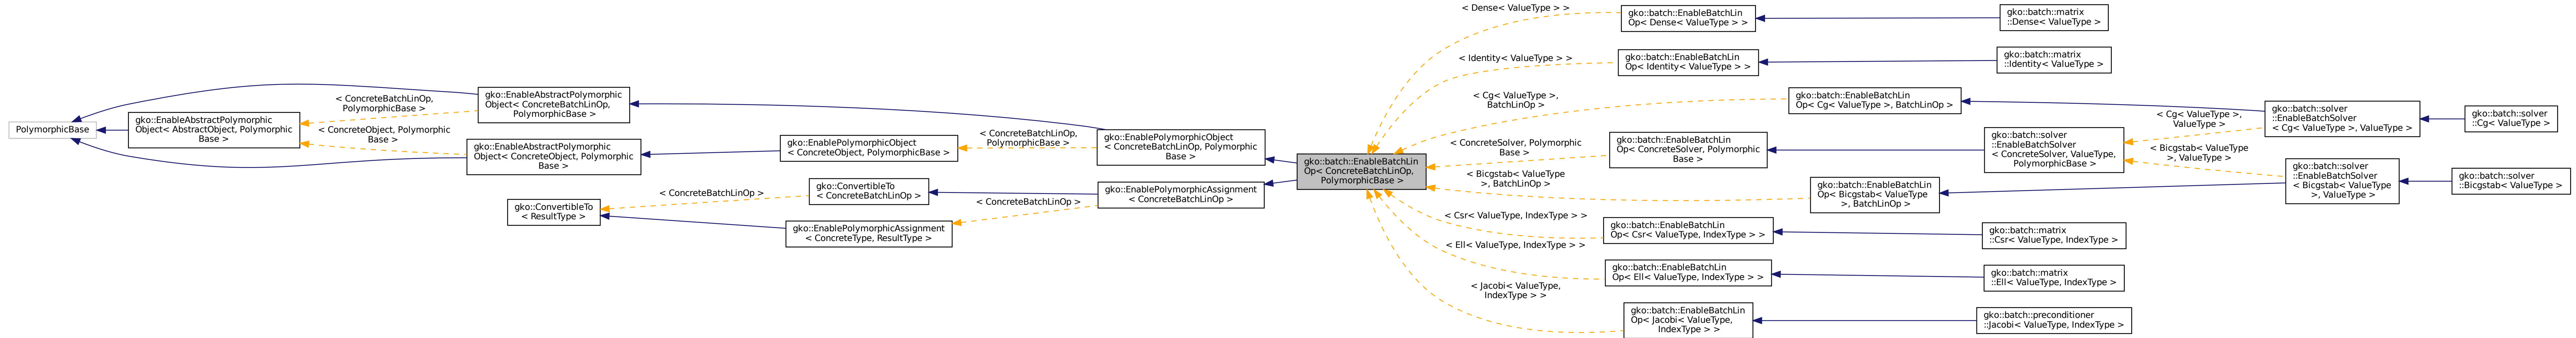 PolymorphicBase
gko::EnableAbstractPolymorphic
Object< AbstractObject, Polymorphic
Base >
< ConcreteBatchLinOp,
PolymorphicBase >
< ConcreteObject, Polymorphic
Base >
gko::EnableAbstractPolymorphic
Object< ConcreteBatchLinOp,
PolymorphicBase >
gko::EnableAbstractPolymorphic
Object< ConcreteObject, Polymorphic
Base >
gko::ConvertibleTo
< ResultType >
< ConcreteBatchLinOp >
gko::EnablePolymorphicObject
< ConcreteObject, PolymorphicBase >
gko::ConvertibleTo
< ConcreteBatchLinOp >
gko::EnablePolymorphicAssignment
< ConcreteType, ResultType >
< ConcreteBatchLinOp,
PolymorphicBase >
< ConcreteBatchLinOp >
gko::EnablePolymorphicObject
< ConcreteBatchLinOp, Polymorphic
Base >
gko::EnablePolymorphicAssignment
< ConcreteBatchLinOp >
gko::batch::EnableBatchLin
Op< ConcreteBatchLinOp,
PolymorphicBase >
< Dense< ValueType > >
< Identity< ValueType > >
< Cg< ValueType >,
BatchLinOp >
< ConcreteSolver, Polymorphic
Base >
< Bicgstab< ValueType
>, BatchLinOp >
< Csr< ValueType, IndexType > >
< Ell< ValueType, IndexType > >
< Jacobi< ValueType,
IndexType > >
gko::batch::EnableBatchLin
Op< Dense< ValueType > >
gko::batch::EnableBatchLin
Op< Identity< ValueType > >
gko::batch::EnableBatchLin
Op< Cg< ValueType >, BatchLinOp >
gko::batch::EnableBatchLin
Op< ConcreteSolver, Polymorphic
Base >
gko::batch::EnableBatchLin
Op< Bicgstab< ValueType
>, BatchLinOp >
gko::batch::EnableBatchLin
Op< Csr< ValueType, IndexType > >
gko::batch::EnableBatchLin
Op< Ell< ValueType, IndexType > >
gko::batch::EnableBatchLin
Op< Jacobi< ValueType,
IndexType > >
gko::batch::matrix
::Dense< ValueType >
gko::batch::matrix
::Identity< ValueType >
gko::batch::solver
::EnableBatchSolver
< ConcreteSolver, ValueType,
PolymorphicBase >
gko::batch::matrix
::Csr< ValueType, IndexType >
gko::batch::matrix
::Ell< ValueType, IndexType >
gko::batch::preconditioner
::Jacobi< ValueType, IndexType >
< Cg< ValueType >,
ValueType >
< Bicgstab< ValueType
>, ValueType >
gko::batch::solver
::EnableBatchSolver
< Cg< ValueType >, ValueType >
gko::batch::solver
::EnableBatchSolver
< Bicgstab< ValueType
>, ValueType >
gko::batch::solver
::Cg< ValueType >
gko::batch::solver
::Bicgstab< ValueType >